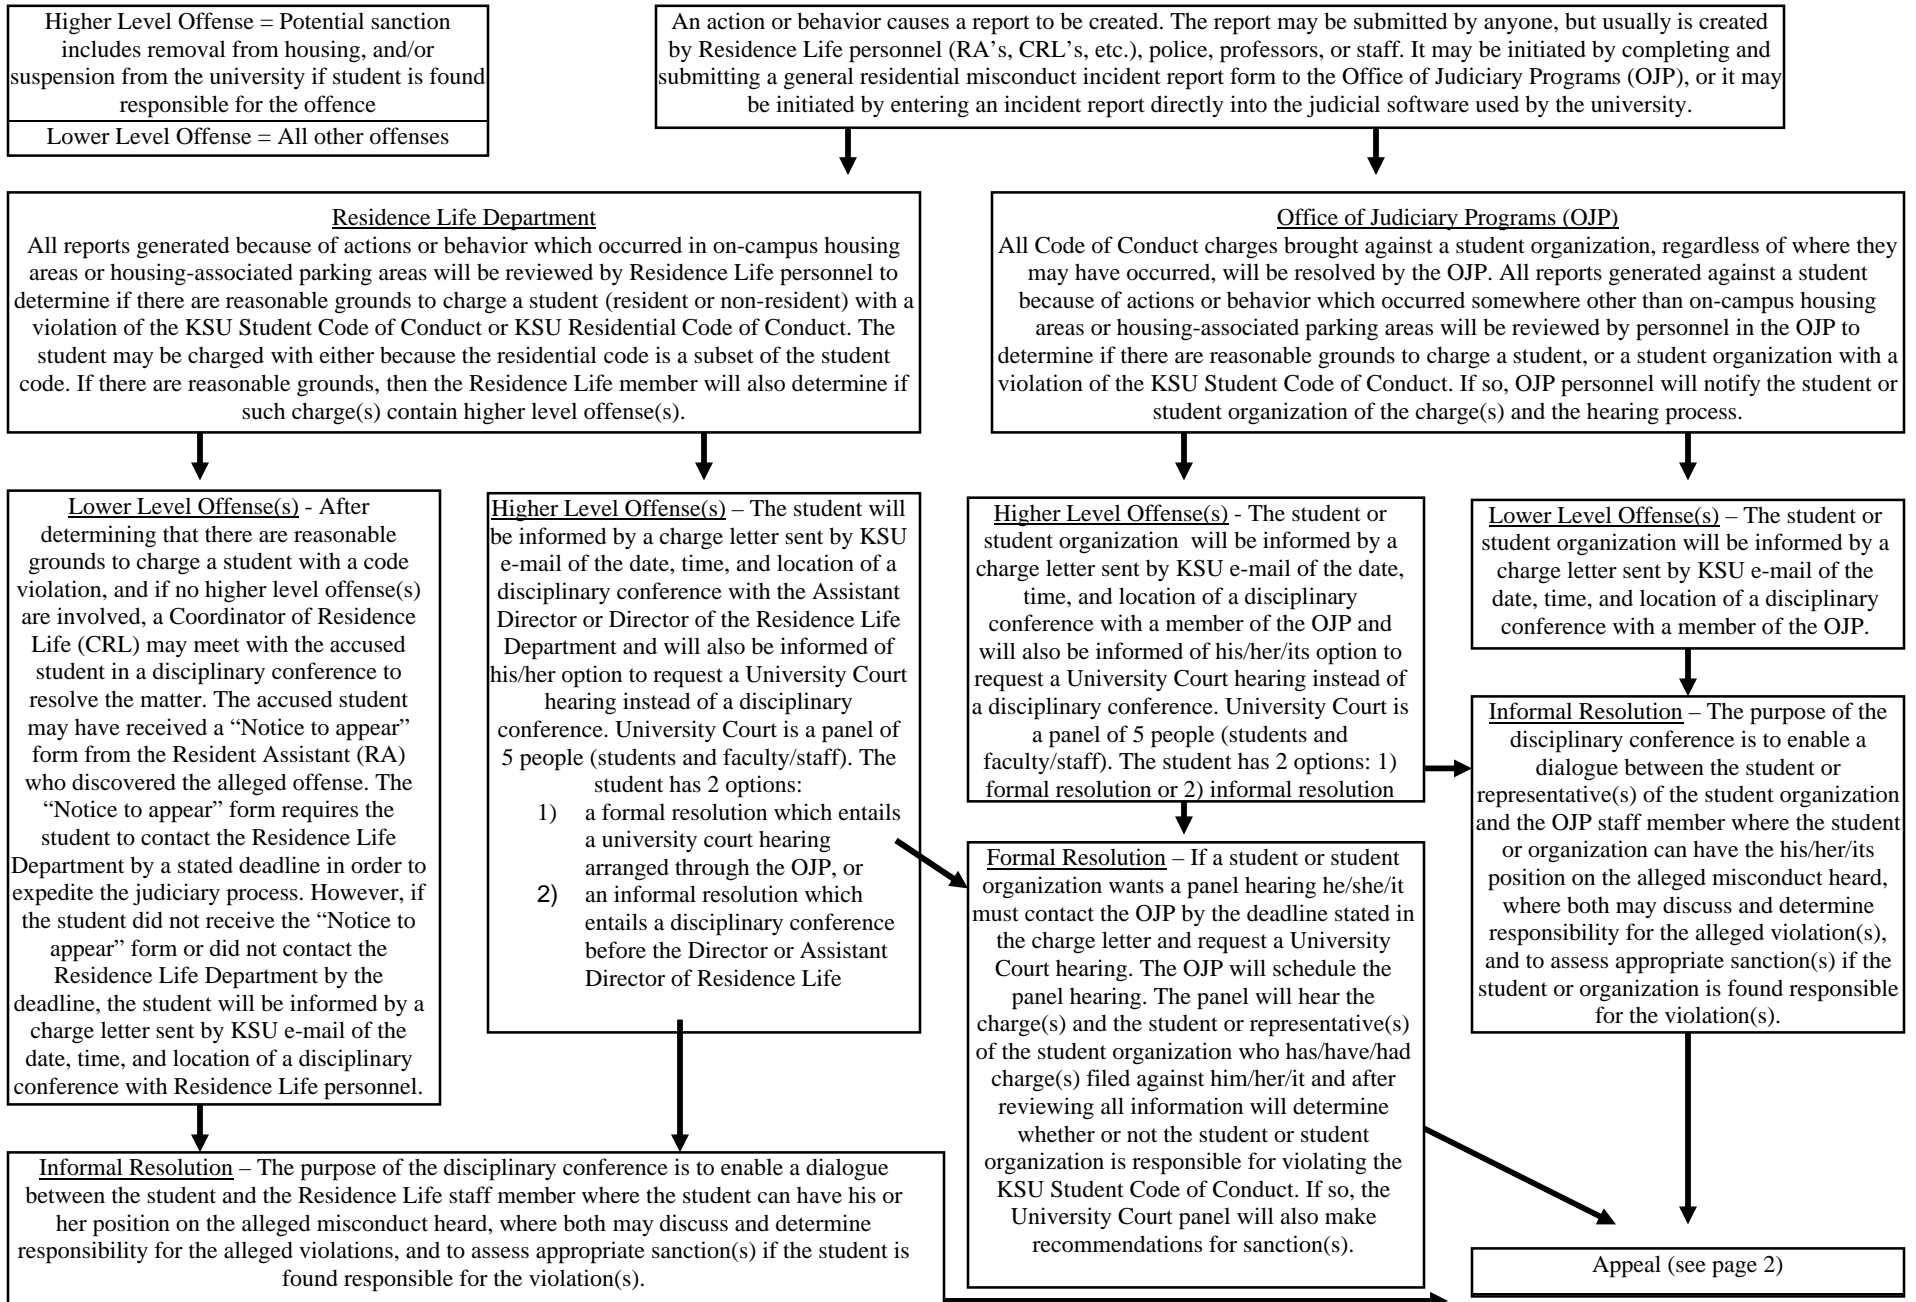 Higher Level Offense = Potential sanction
includes removal from housing, and/or
suspension from the university if student is found
responsible for the offence
Lower Level Offense = All other offenses
An action or behavior causes a report to be created. The report may be submitted by anyone, but usually is created
by Residence Life personnel (RA's, CRL's, etc.), police, professors, or staff. It may be initiated by completing and
submitting a general residential misconduct incident report form to the Office of Judiciary Programs (OJP), or it may
be initiated by entering an incident report directly into the judicial software used by the university.
Residence Life Department
All reports generated because of actions or behavior which occurred in on-campus housing
areas or housing-associated parking areas will be reviewed by Residence Life personnel to
determine if there are reasonable grounds to charge a student (resident or non-resident) with a
violation of the KSU Student Code of Conduct or KSU Residential Code of Conduct. The
student may be charged with either because the residential code is a subset of the student
code. If there are reasonable grounds, then the Residence Life member will also determine if
such charge(s) contain higher level offense(s).
Office of Judiciary Programs (OJP)
All Code of Conduct charges brought against a student organization, regardless of where they
may have occurred, will be resolved by the OJP. All reports generated against a student
because of actions or behavior which occurred somewhere other than on-campus housing
areas or housing-associated parking areas will be reviewed by personnel in the OJP to
determine if there are reasonable grounds to charge a student, or a student organization with a
violation of the KSU Student Code of Conduct. If so, OJP personnel will notify the student or
student organization of the charge(s) and the hearing process.
Lower Level Offense(s) - After
determining that there are reasonable
grounds to charge a student with a code
violation, and if no higher level offense(s)
are involved, a Coordinator of Residence
Life (CRL) may meet with the accused
student in a disciplinary conference to
resolve the matter. The accused student
may have received a “Notice to appear”
form from the Resident Assistant (RA)
who discovered the alleged offense. The
“Notice to appear” form requires the
student to contact the Residence Life
Department by a stated deadline in order to
expedite the judiciary process. However, if
the student did not receive the “Notice to
appear” form or did not contact the
Residence Life Department by the
deadline, the student will be informed by a
charge letter sent by KSU e-mail of the
date, time, and location of a disciplinary
conference with Residence Life personnel.
Higher Level Offense(s) – The student will
be informed by a charge letter sent by KSU
e-mail of the date, time, and location of a
disciplinary conference with the Assistant
Director or Director of the Residence Life
Department and will also be informed of
his/her option to request a University Court
hearing instead of a disciplinary
conference. University Court is a panel of
5 people (students and faculty/staff). The
student has 2 options:
1) a formal resolution which entails
a university court hearing
arranged through the OJP, or
2) an informal resolution which
entails a disciplinary conference
before the Director or Assistant
Director of Residence Life
Higher Level Offense(s) - The student or
student organization will be informed by a
charge letter sent by KSU e-mail of the date,
time, and location of a disciplinary
conference with a member of the OJP and
will also be informed of his/her/its option to
request a University Court hearing instead of
a disciplinary conference. University Court is
a panel of 5 people (students and
faculty/staff). The student has 2 options: 1)
formal resolution or 2) informal resolution
Lower Level Offense(s) – The student or
student organization will be informed by a
charge letter sent by KSU e-mail of the
date, time, and location of a disciplinary
conference with a member of the OJP.
Informal Resolution – The purpose of the
disciplinary conference is to enable a
dialogue between the student or
representative(s) of the student organization
and the OJP staff member where the student
or organization can have the his/her/its
position on the alleged misconduct heard,
where both may discuss and determine
responsibility for the alleged violation(s),
and to assess appropriate sanction(s) if the
student or organization is found responsible
for the violation(s).
Formal Resolution – If a student or student
organization wants a panel hearing he/she/it
must contact the OJP by the deadline stated in
the charge letter and request a University
Court hearing. The OJP will schedule the
panel hearing. The panel will hear the
charge(s) and the student or representative(s)
of the student organization who has/have/had
charge(s) filed against him/her/it and after
reviewing all information will determine
whether or not the student or student
organization is responsible for violating the
KSU Student Code of Conduct. If so, the
University Court panel will also make
recommendations for sanction(s).
Informal Resolution – The purpose of the disciplinary conference is to enable a dialogue
between the student and the Residence Life staff member where the student can have his or
her position on the alleged misconduct heard, where both may discuss and determine
responsibility for the alleged violations, and to assess appropriate sanction(s) if the student is
found responsible for the violation(s).
Appeal (see page 2)